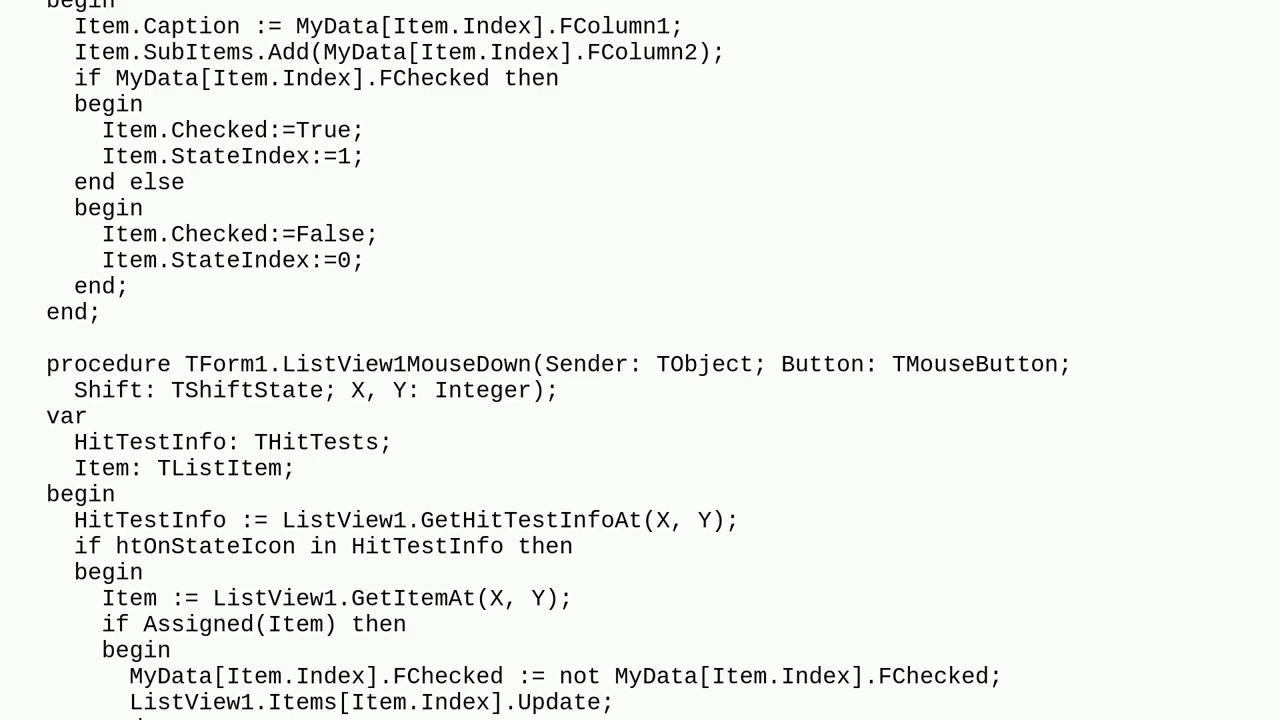 begin
  Item.Caption := MyData[Item.Index].FColumn1;
  Item.SubItems.Add(MyData[Item.Index].FColumn2);
  if MyData[Item.Index].FChecked then
  begin
    Item.Checked:=True;
    Item.StateIndex:=1;
  end else
  begin
    Item.Checked:=False;
    Item.StateIndex:=0;
  end;
end;

procedure TForm1.ListView1MouseDown(Sender: TObject; Button: TMouseButton;
  Shift: TShiftState; X, Y: Integer);
var
  HitTestInfo: THitTests;
  Item: TListItem;
begin
  HitTestInfo := ListView1.GetHitTestInfoAt(X, Y);
  if htOnStateIcon in HitTestInfo then
  begin
    Item := ListView1.GetItemAt(X, Y);
    if Assigned(Item) then
    begin
      MyData[Item.Index].FChecked := not MyData[Item.Index].FChecked;
      ListView1.Items[Item.Index].Update;